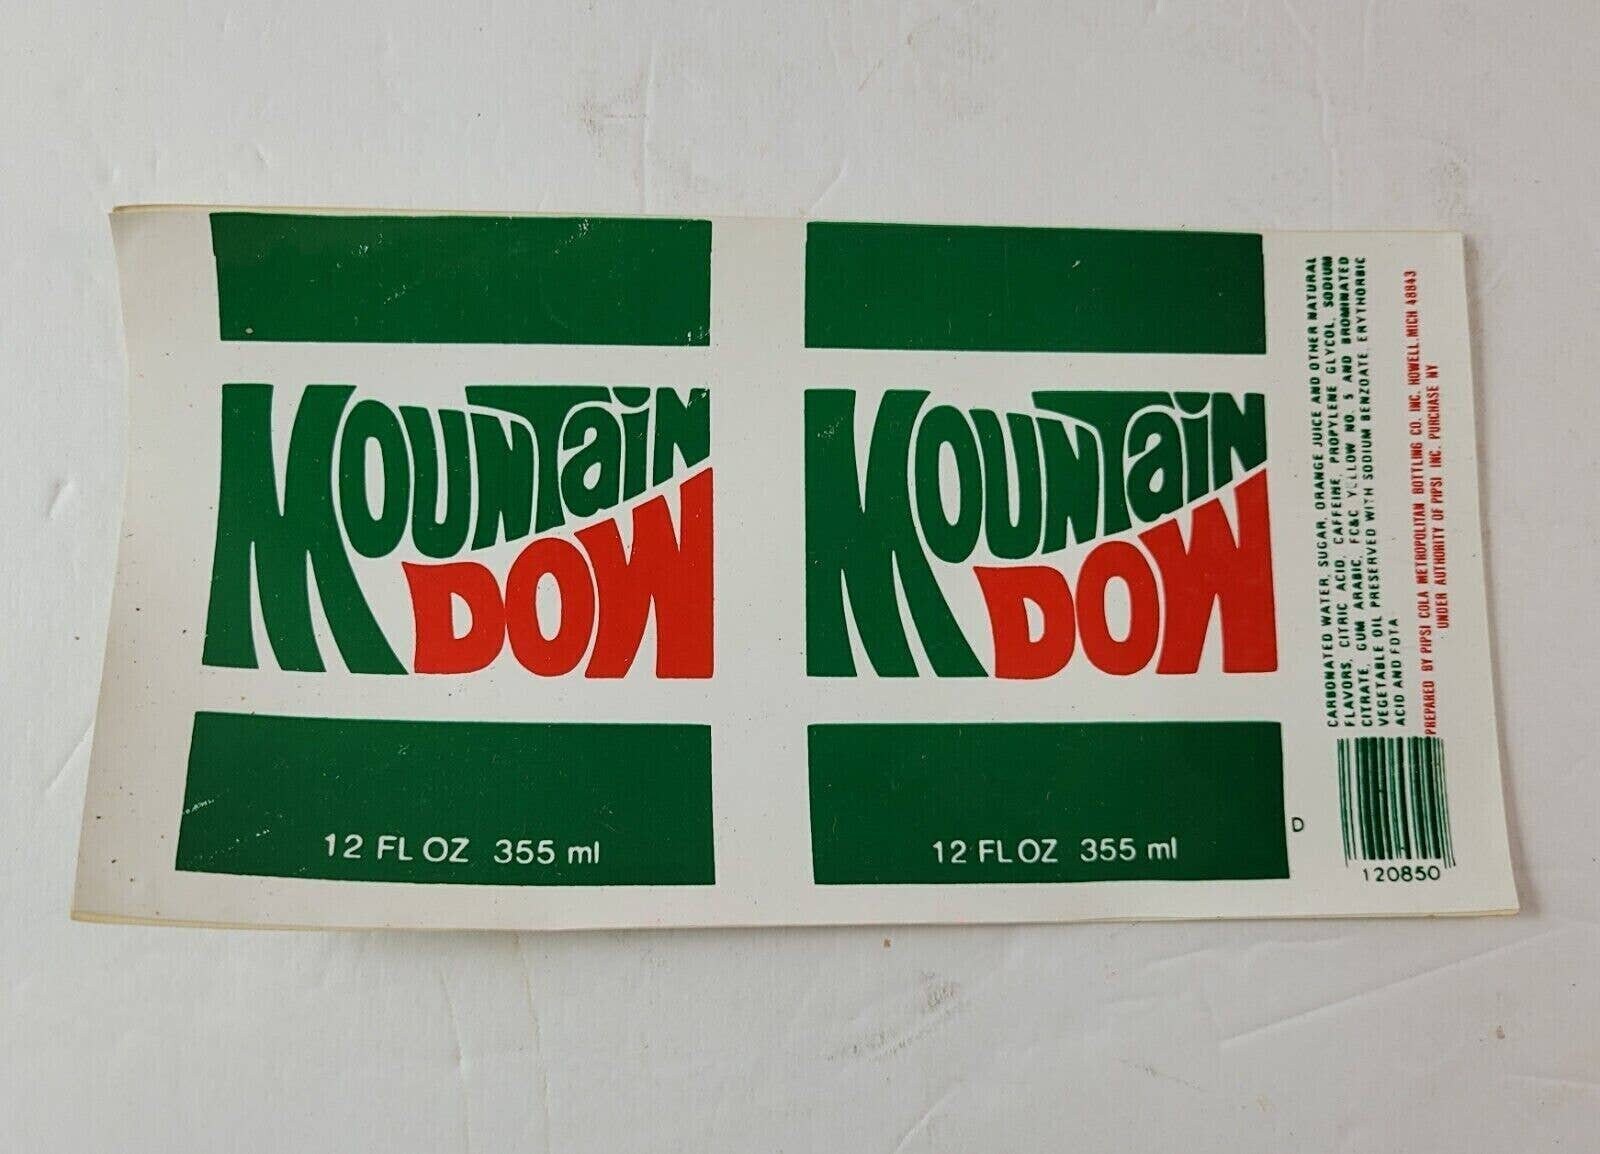 MOUNTaiN
DOW
12 FL OZ 355 ml
MOUNTaiN
DOW
12 FL OZ 355 ml
D
CARBONATED WATER, SUGAR, ORANGE JUICE AND OTHER NATURAL
FLAVORS, CITRIC ACID, CAFFEINE, PROPYLENE GLYCOL, SODIUM
CITRATE, GUM ARABIC, FC&C YELLOW NO. 5 AND BROMINATED
VEGETABLE OIL PRESERVED WITH SODIUM BENZOATE, ERYTHORBIC
ACID AND FDTA
PREPARED BY PIPSI COLA METROPOLITAN BOTTLING CO. INC. HOWELL, MICH 48843
UNDER AUTHORITY OF PIPSI INC. PURCHASE NY
120850